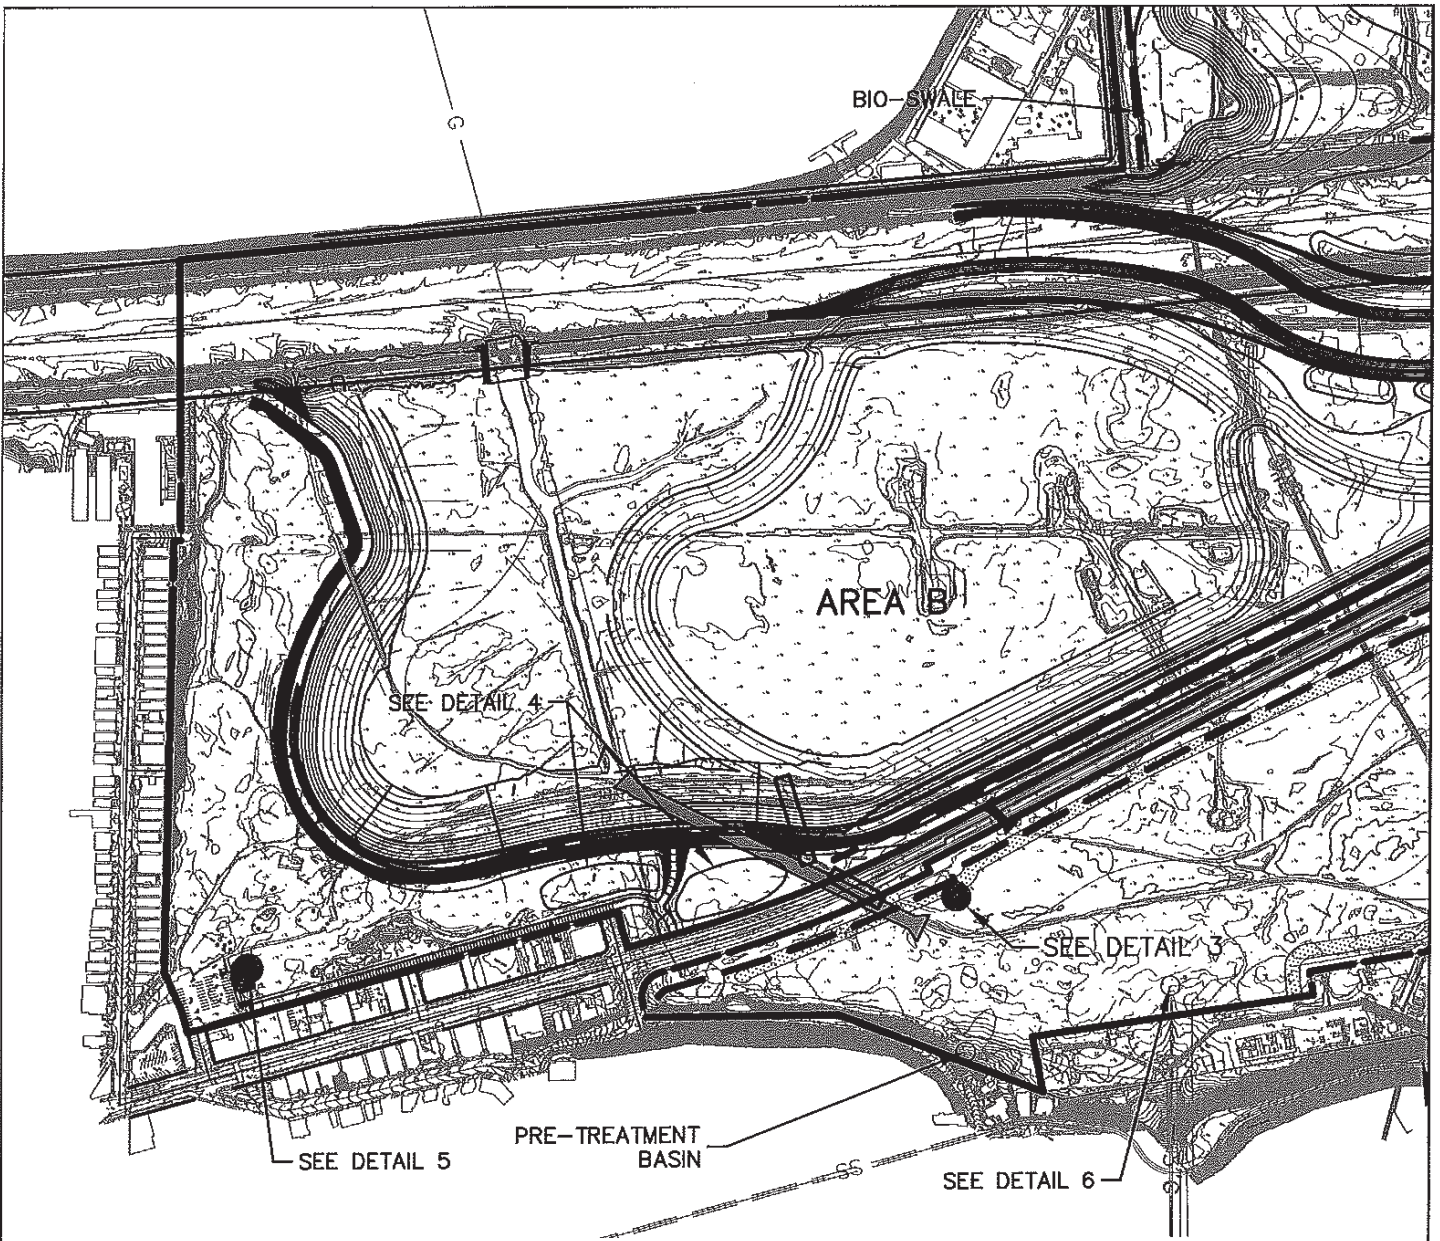 G
BIO-SWALE
AREA B
SEE DETAIL 4
SEE DETAIL 3
PRE-TREATMENT
BASIN
SEE DETAIL 5
SS
SEE DETAIL 6
G